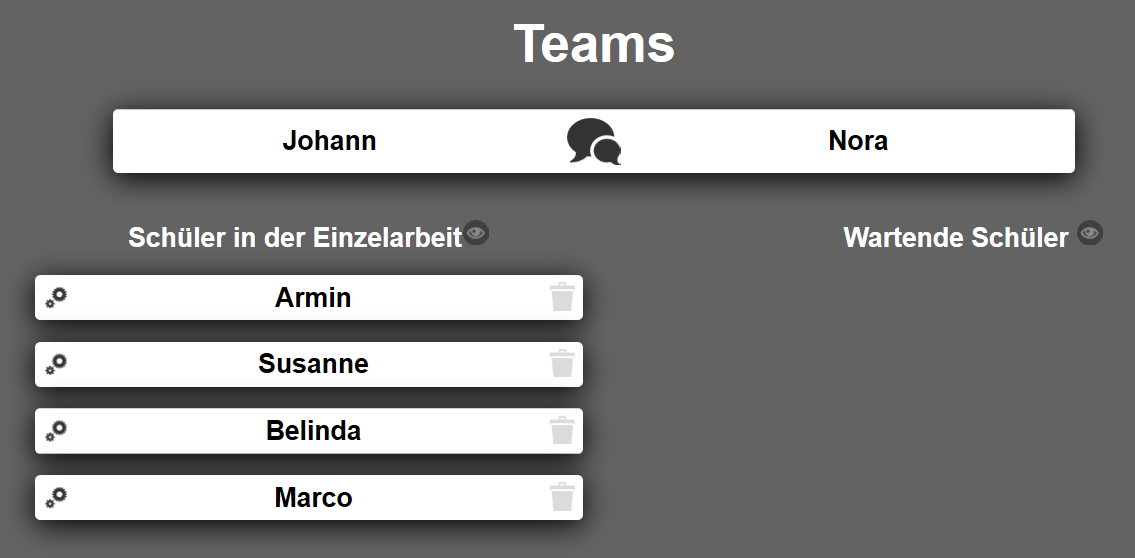 Teams
Johann Nora
Schüler in der Einzelarbeit Wartende Schüler
Armin
Susanne
Belinda
Marco